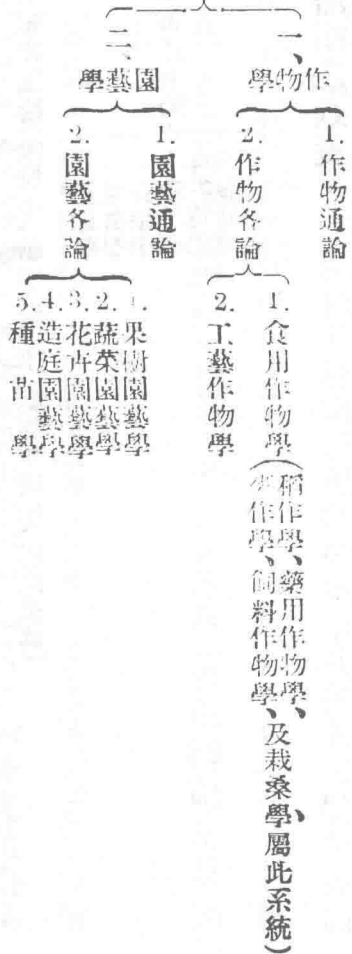 一、作物學
1.作物通論
2.作物各論
1.食用作物學(稻作學、藥用作物學、
作學、飼料作物學、
及栽桑學、屬此系統)
2.工藝作物學
二、園藝學
1.園藝通論
2.園藝各論
1.果樹園藝學
2.蔬菜園藝學
3.花卉園藝學
4.造庭園藝學
5.種苗學